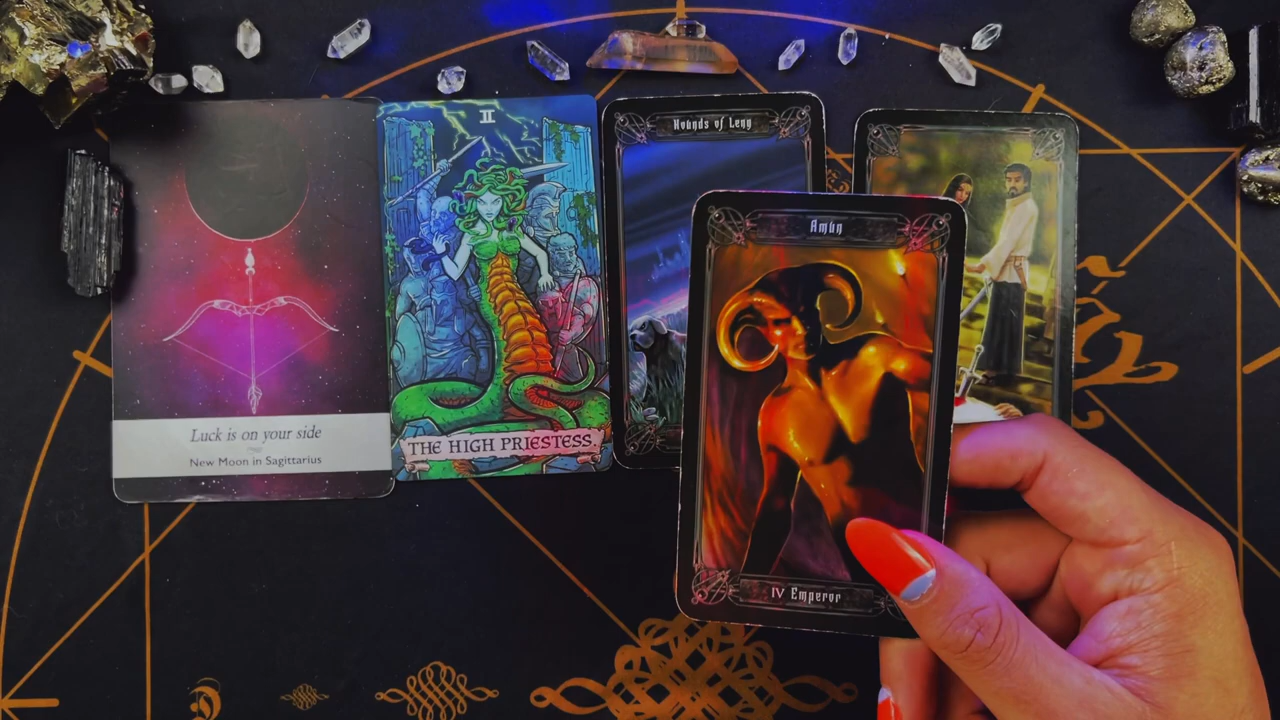 Luck is on your side
New Moon in Sagittarius
II
THE HIGH PRIESTESS.
Hounds of Leng
Amun
IV Emperor